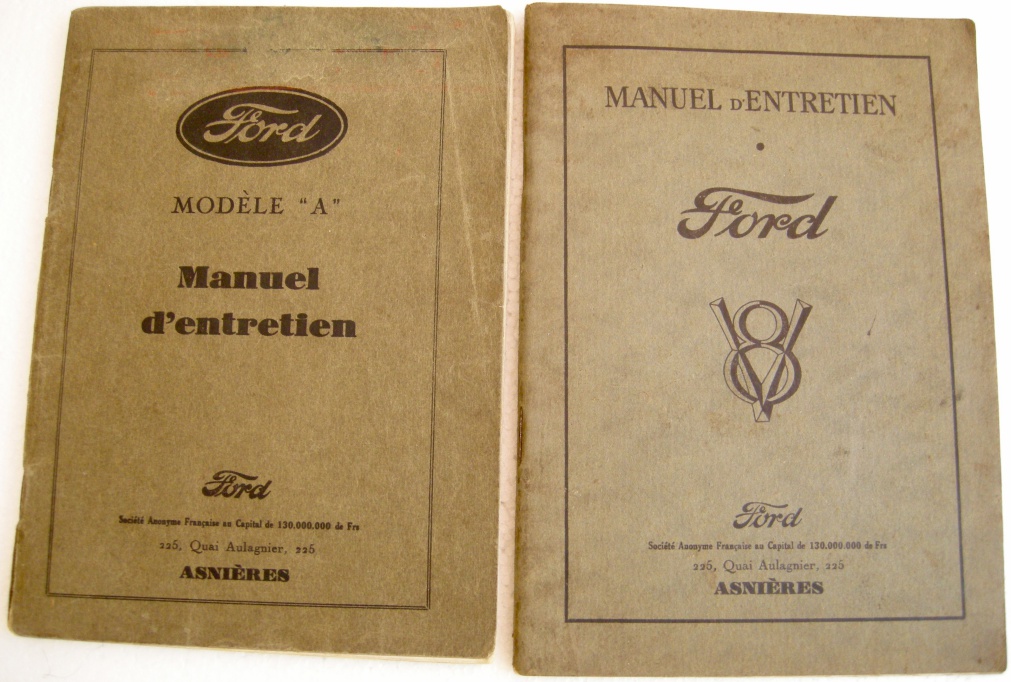 Ford
MODÈLE "A"
Manuel
d'entretien
Ford
Société Anonyme Française au Capital de 130.000.000 de Frs
225, Quai Aulagnier, 225
ASNIÈRES
MANUEL D'ENTRETIEN
Ford
V8
Ford
Société Anonyme Française au Capital de 130.000.000 de Frs
225, Quai Aulagnier, 225
ASNIÈRES